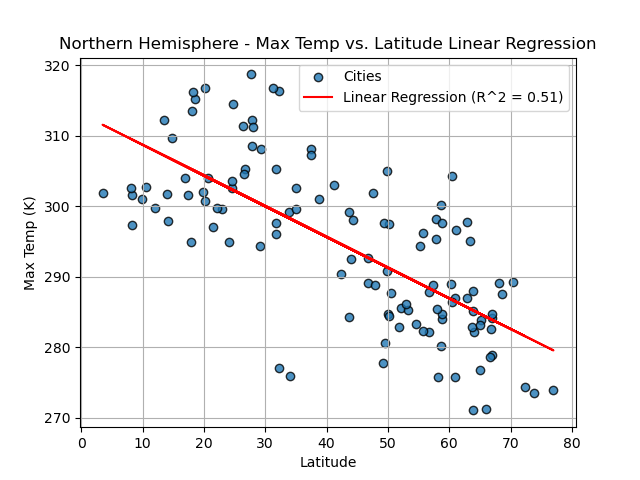 Northern Hemisphere - Max Temp vs. Latitude Linear Regression
Cities
Linear Regression (R^2 = 0.51)
Max Temp (K)
320
310
300
290
280
270
0 10 20 30 40 50 60 70 80
Latitude